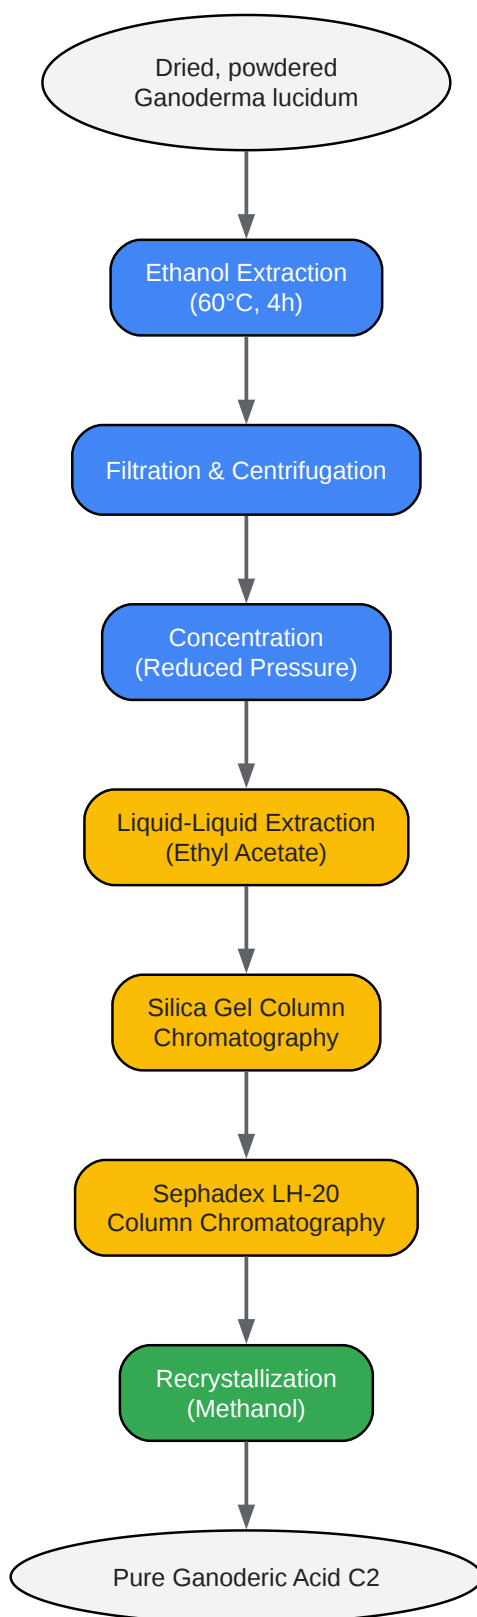 Dried, powdered
Ganoderma lucidum
Ethanol Extraction
(60°C, 4h)
Filtration & Centrifugation
Concentration
(Reduced Pressure)
Liquid-Liquid Extraction
(Ethyl Acetate)
Silica Gel Column
Chromatography
Sephadex LH-20
Column Chromatography
Recrystallization
(Methanol)
Pure Ganoderic Acid C2